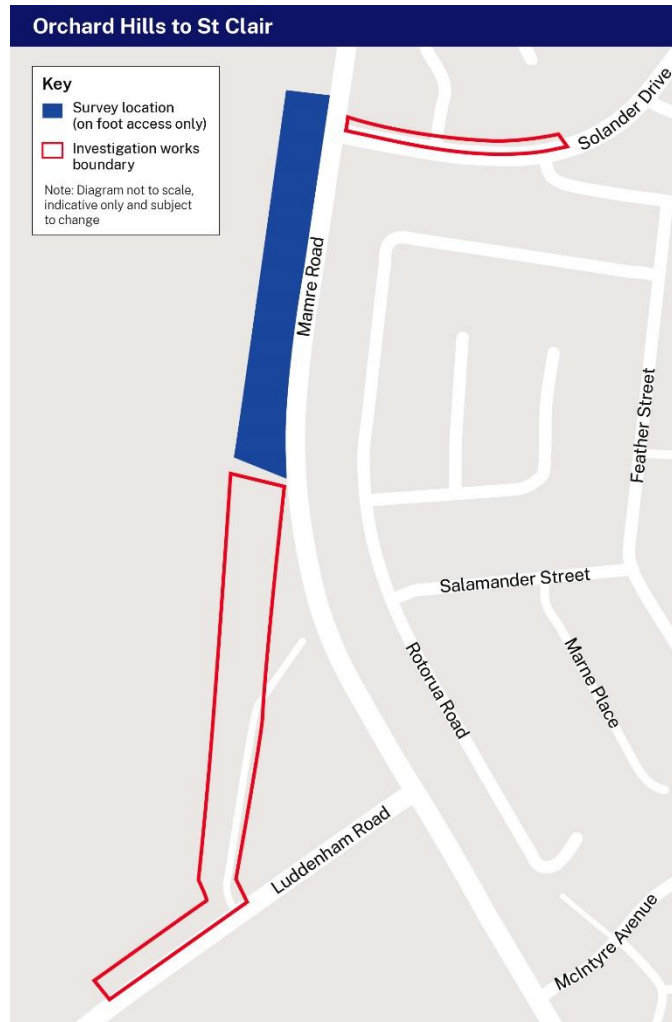 Orchard Hills to St Clair
Key
Survey location
(on foot access only)
Investigation works
boundary
Note: Diagram not to scale,
indicative only and subject
to change
Solander Drive
Mamre Road
Feather Street
Salamander Street
Marne Place
Rotorua Road
Luddenham Road
McIntyre Avenue